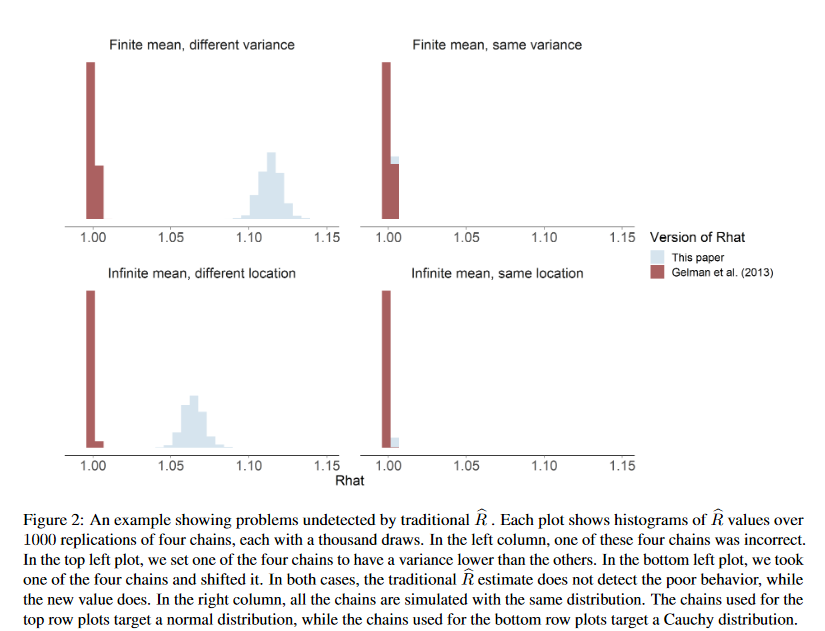 Finite mean, different variance
Finite mean, same variance
1.00 1.05 1.10 1.15
1.00 1.05 1.10 1.15
Version of Rhat
This paper
Gelman et al. (2013)
Infinite mean, different location
Infinite mean, same location
1.00 1.05 1.10 1.15
1.00 1.05 1.10 1.15
Rhat
Figure 2: An example showing problems undetected by traditional R̂ . Each plot shows histograms of R̂ values over
1000 replications of four chains, each with a thousand draws. In the left column, one of these four chains was incorrect.
In the top left plot, we set one of the four chains to have a variance lower than the others. In the bottom left plot, we took
one of the four chains and shifted it. In both cases, the traditional R̂ estimate does not detect the poor behavior, while
the new value does. In the right column, all the chains are simulated with the same distribution. The chains used for the
top row plots target a normal distribution, while the chains used for the bottom row plots target a Cauchy distribution.